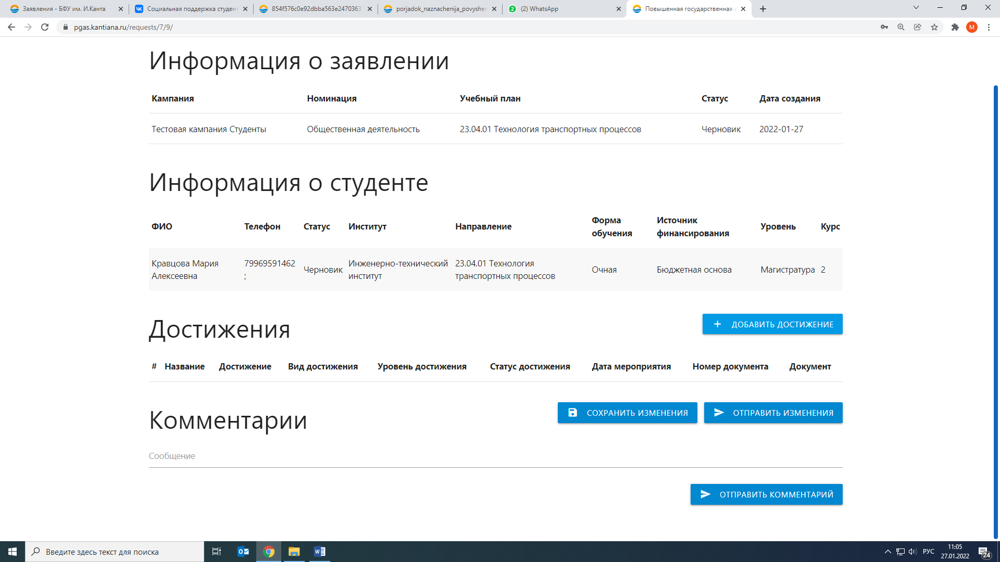 Заявления - БФУ им. И.Канта
Социальная поддержка студент
854f576c0e92dbba563e2470363
porjadok_naznachenija_povysher
(2) WhatsApp
Повышенная государственная а
pgas.kantiana.ru/requests/7/9/
M
Информация о заявлении
Кампания Номинация Учебный план Статус Дата создания
Тестовая кампания Студенты Общественная деятельность 23.04.01 Технология транспортных процессов Черновик 2022-01-27
Информация о студенте
ФИО Телефон Статус Институт Направление Форма обучения Источник финансирования Уровень Курс
Кравцова Мария Алексеевна 79969591462 ; Черновик Инженерно-технический институт 23.04.01 Технология транспортных процессов Очная Бюджетная основа Магистратура 2
Достижения
ДОБАВИТЬ ДОСТИЖЕНИЕ
# Название Достижение Вид достижения Уровень достижения Статус достижения Дата мероприятия Номер документа Документ
Комментарии
СОХРАНИТЬ ИЗМЕНЕНИЯ
ОТПРАВИТЬ ИЗМЕНЕНИЯ
Сообщение
ОТПРАВИТЬ КОММЕНТАРИЙ
Введите здесь текст для поиска
РУС
11:05
27.01.2022
24